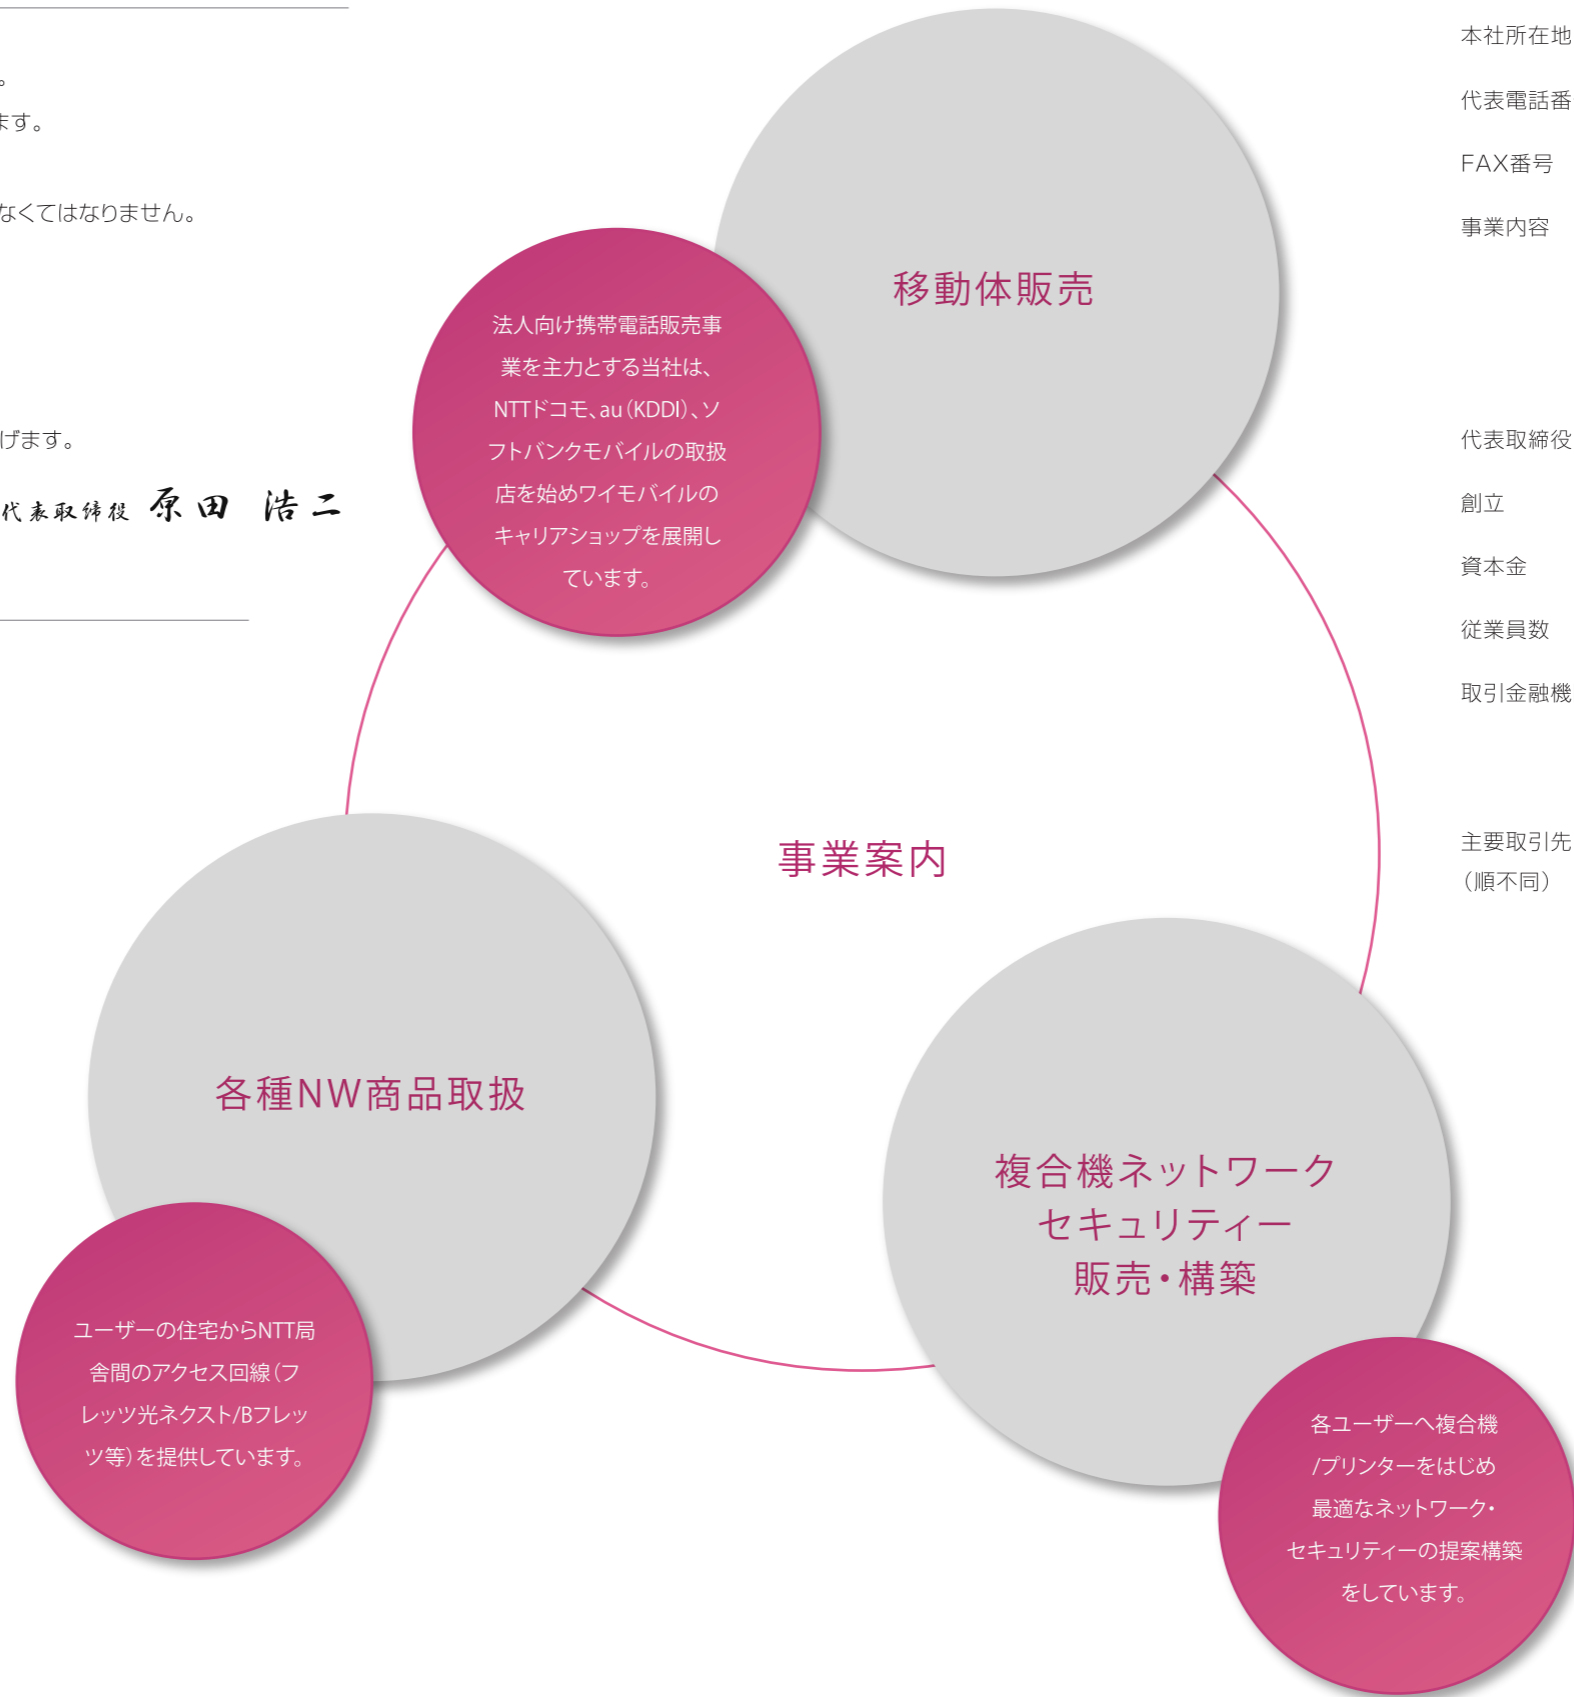 。
ます。
なくてはなりません。
げます。
代表取締役 原田 浩二
移動体販売
法人向け携帯電話販売事
業を主力とする当社は、
NTTドコモ、au（KDDI）、ソ
フトバンクモバイルの取扱
店を始めワイモバイルの
キャリアショップを展開し
ています。
事業案内
各種NW商品取扱
ユーザーの住宅からNTT局
舎間のアクセス回線（フ
レッツ光ネクスト/Bフレッ
ツ等）を提供しています。
複合機ネットワーク
セキュリティー
販売・構築
各ユーザーへ複合機
/プリンターをはじめ
最適なネットワーク・
セキュリティーの提案構築
をしています。
本社所在地
代表電話番
FAX番号
事業内容
代表取締役
創立
資本金
従業員数
取引金融機
主要取引先
（順不同）